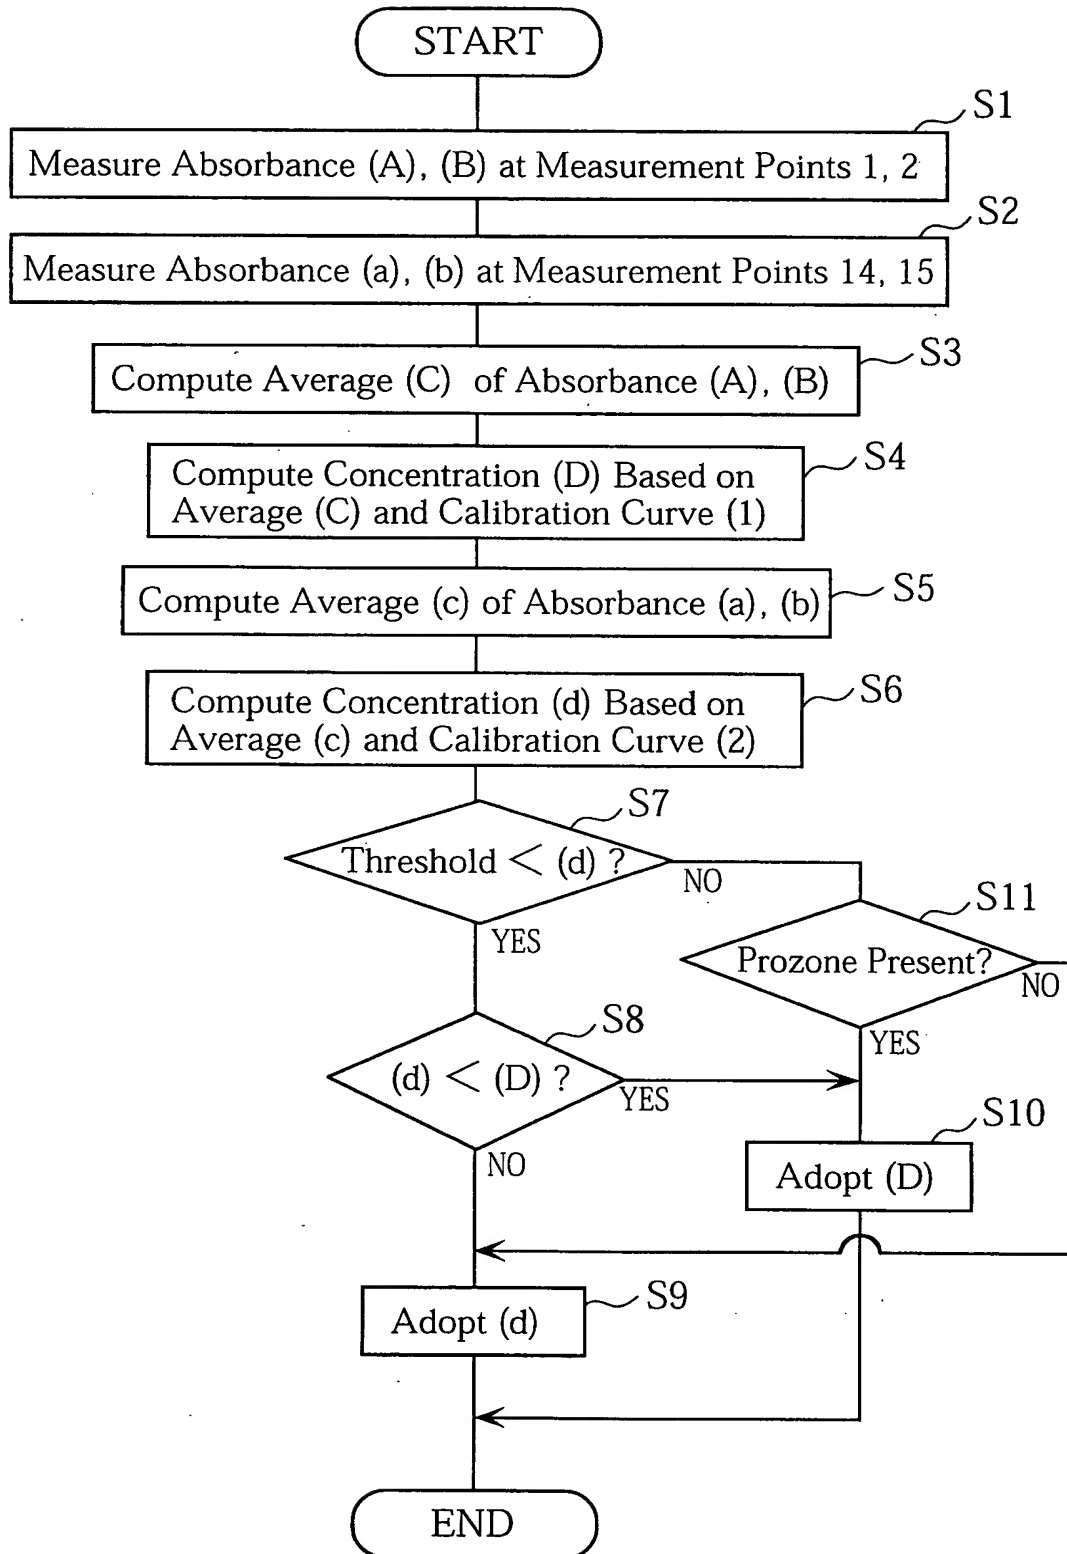 START
S1
Measure Absorbance (A), (B) at Measurement Points 1, 2
S2
Measure Absorbance (a), (b) at Measurement Points 14, 15
S3
Compute Average (C) of Absorbance (A), (B)
S4
Compute Concentration (D) Based on
Average (C) and Calibration Curve (1)
S5
Compute Average (c) of Absorbance (a), (b)
S6
Compute Concentration (d) Based on
Average (c) and Calibration Curve (2)
S7
Threshold < (d) ?
NO
YES
S11
Prozone Present?
NO
YES
S8
(d) < (D) ?
YES
NO
S10
Adopt (D)
S9
Adopt (d)
END